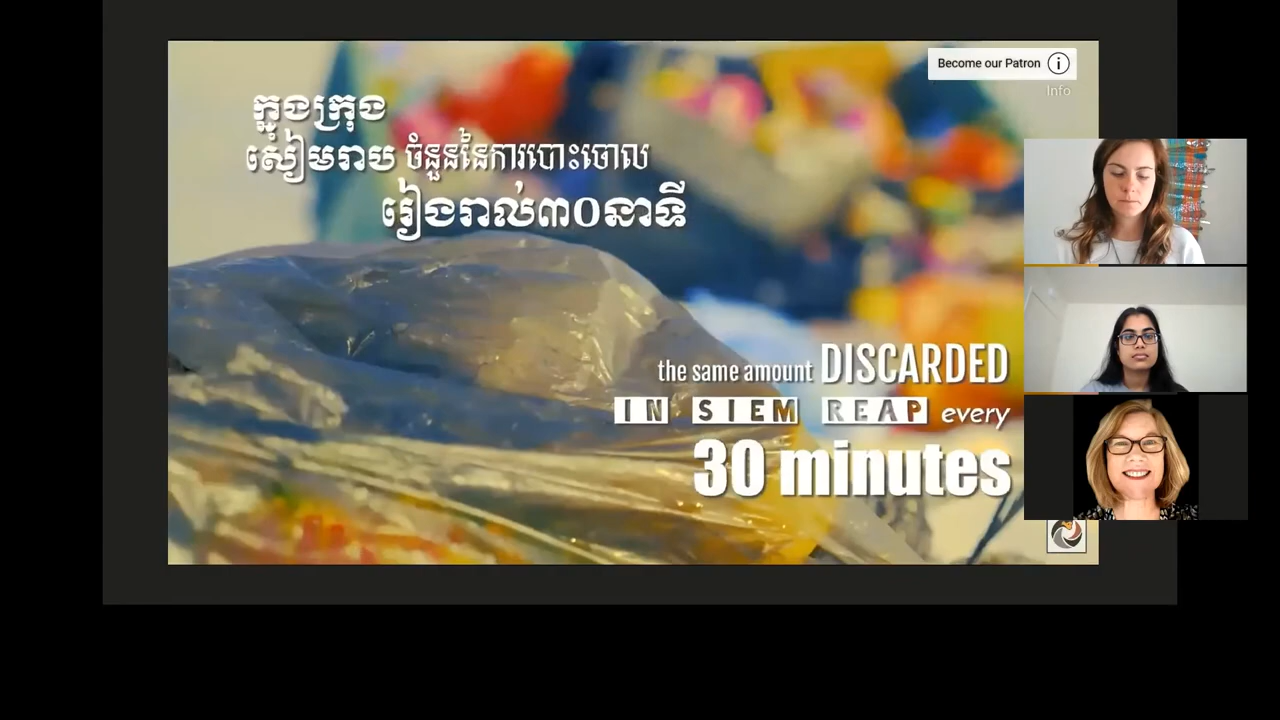 Become our Patron
Info
ក្នុងក្រុង
សៀមរាប ចំនួននៃការបោះចោល
រៀងរាល់៣០នាទី
the same amount DISCARDED
IN SIEM REAP every
30 minutes